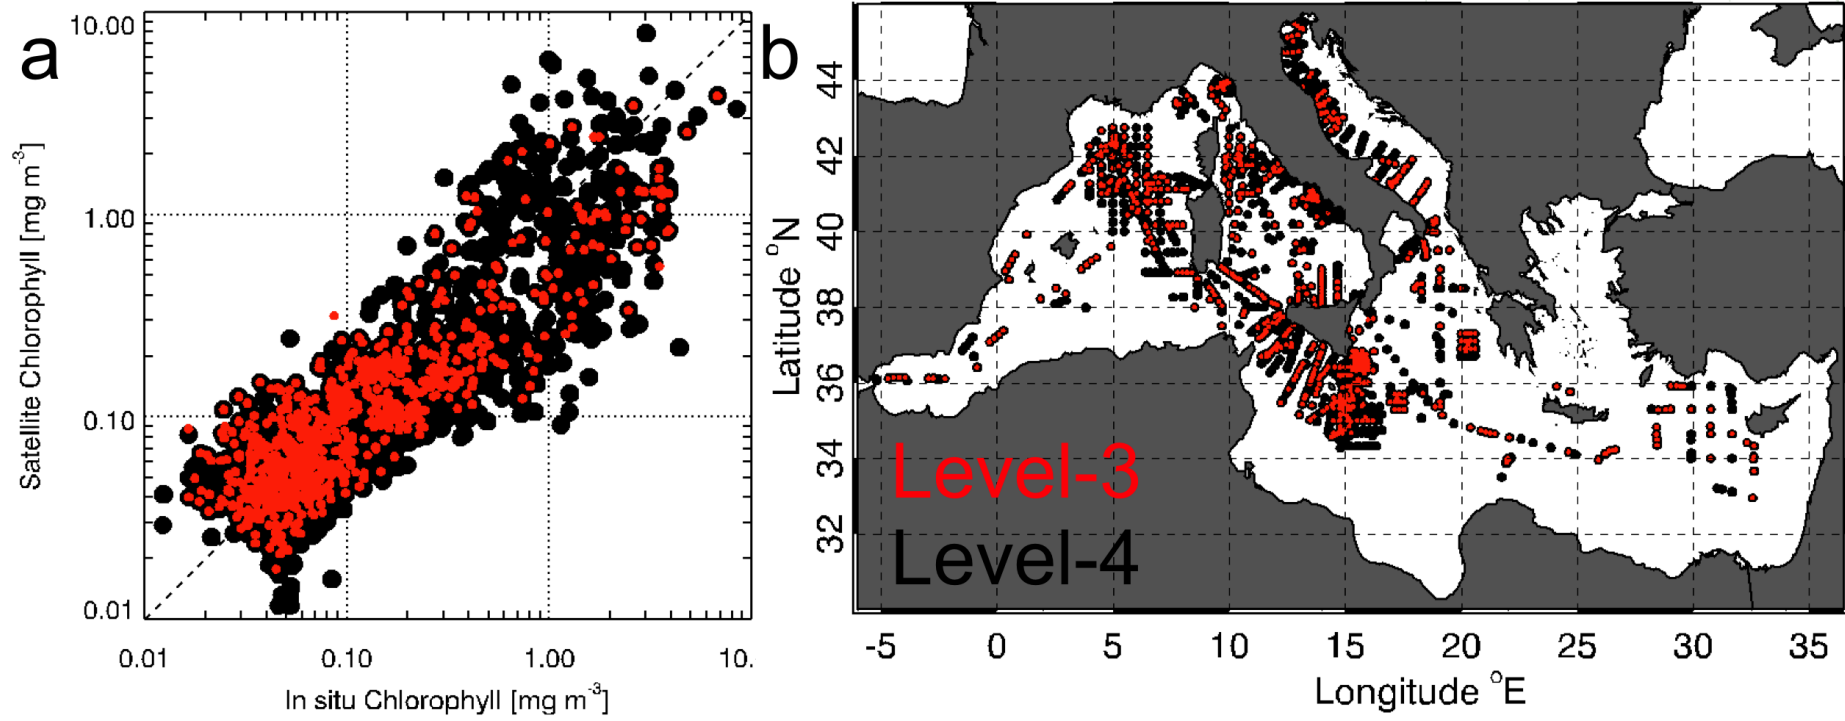 a
10.00
1.00
0.10
0.01
Satellite Chlorophyll [mg m-3]
0.01 0.10 1.00 10.
In situ Chlorophyll [mg m-3]
b
44
42
40
38
36
34
32
Latitude oN
Level-3
Level-4
-5 0 5 10 15 20 25 30 35
Longitude oE